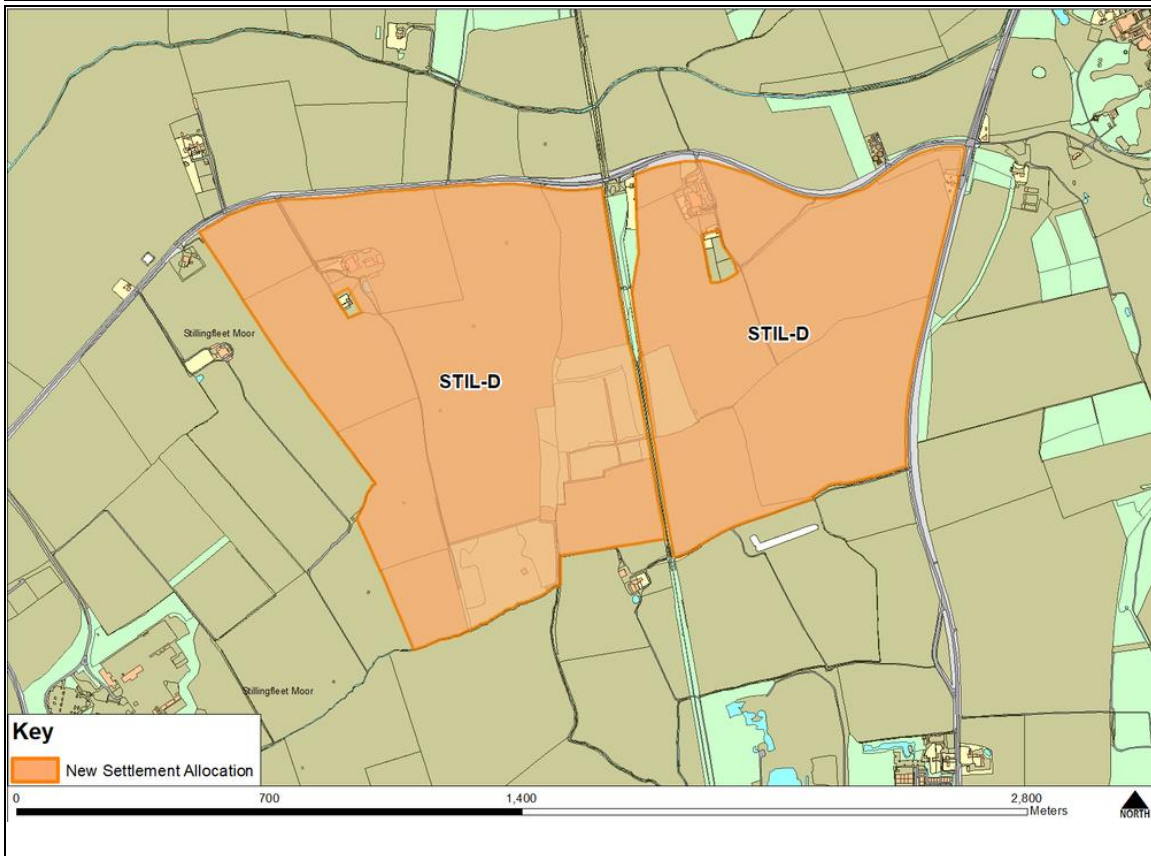 Stillingfleet Moor
STIL-D
STIL-D
Stillingfleet Moor
Key
New Settlement Allocation
0 700 1,400 2,800
Meters
NORTH